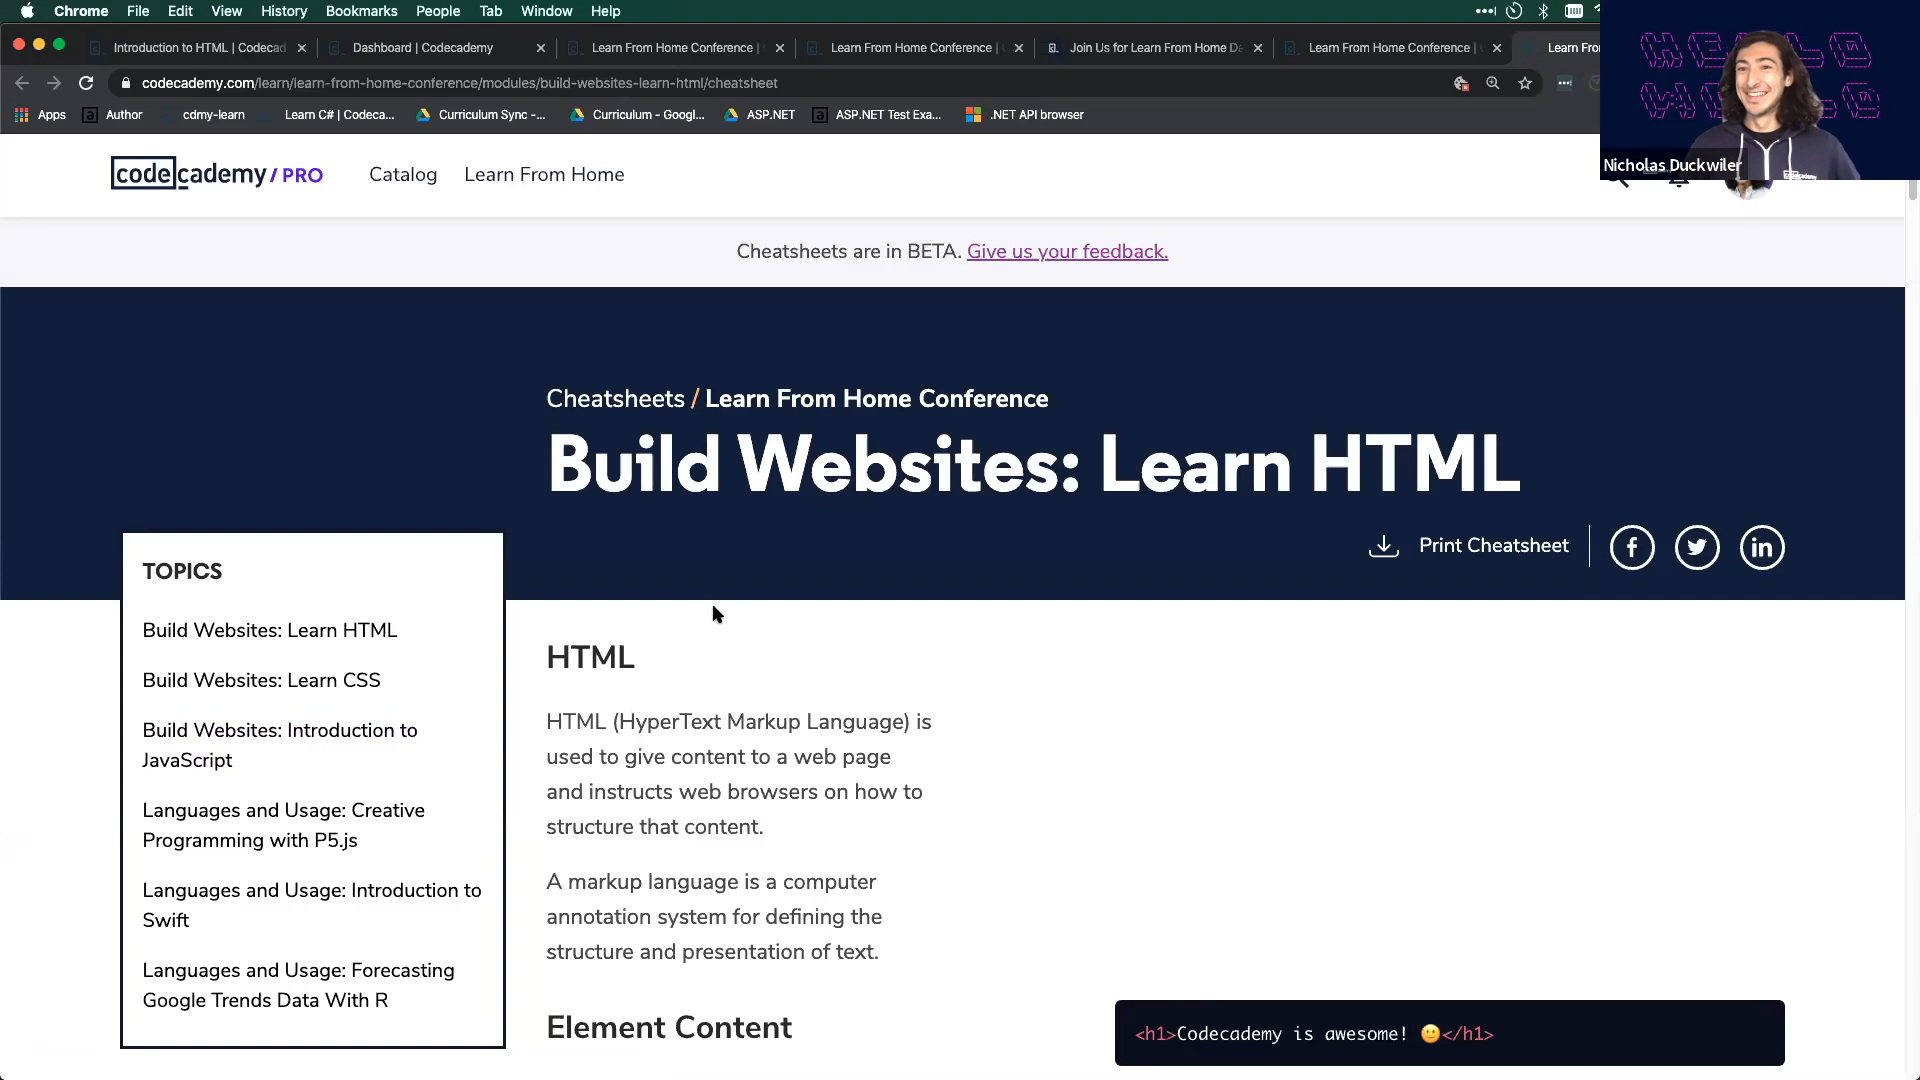 Chrome File Edit View History Bookmarks People Tab Window Help
Introduction to HTML | Codecad
Dashboard | Codecademy
Learn From Home Conference |
Learn From Home Conference |
Join Us for Learn From Home Da
Learn From Home Conference |
Learn Fro
codecademy.com/learn/learn-from-home-conference/modules/build-websites-learn-html/cheatsheet
Apps
Author
cdmy-learn
Learn C# | Codeca...
Curriculum Sync -...
Curriculum - Googl...
ASP.NET
ASP.NET Test Exa...
.NET API browser
Nicholas Duckwiler
codecademy / PRO
Catalog
Learn From Home
Cheatsheets are in BETA. Give us your feedback.
Cheatsheets / Learn From Home Conference
Build Websites: Learn HTML
Print Cheatsheet
TOPICS
Build Websites: Learn HTML
Build Websites: Learn CSS
Build Websites: Introduction to
JavaScript
Languages and Usage: Creative
Programming with P5.js
Languages and Usage: Introduction to
Swift
Languages and Usage: Forecasting
Google Trends Data With R
HTML
HTML (HyperText Markup Language) is
used to give content to a web page
and instructs web browsers on how to
structure that content.
A markup language is a computer
annotation system for defining the
structure and presentation of text.
Element Content
<h1>Codecademy is awesome! 🙂</h1>